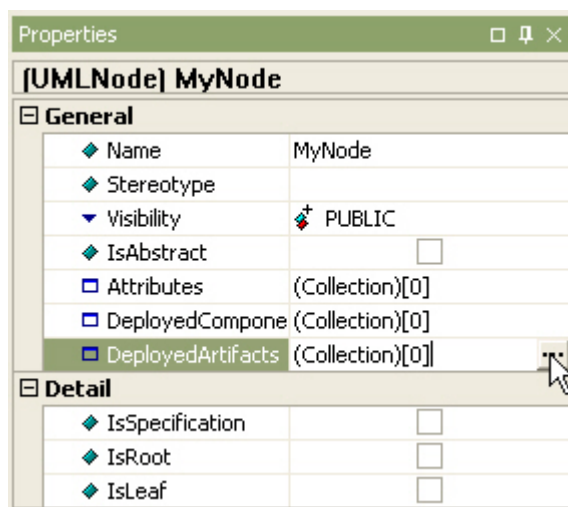 Properties
(UMLNode) MyNode
General
Name MyNode
Stereotype
Visibility PUBLIC
IsAbstract
Attributes (Collection)[0]
DeployedCompone (Collection)[0]
DeployedArtifacts (Collection)[0]
Detail
IsSpecification
IsRoot
IsLeaf